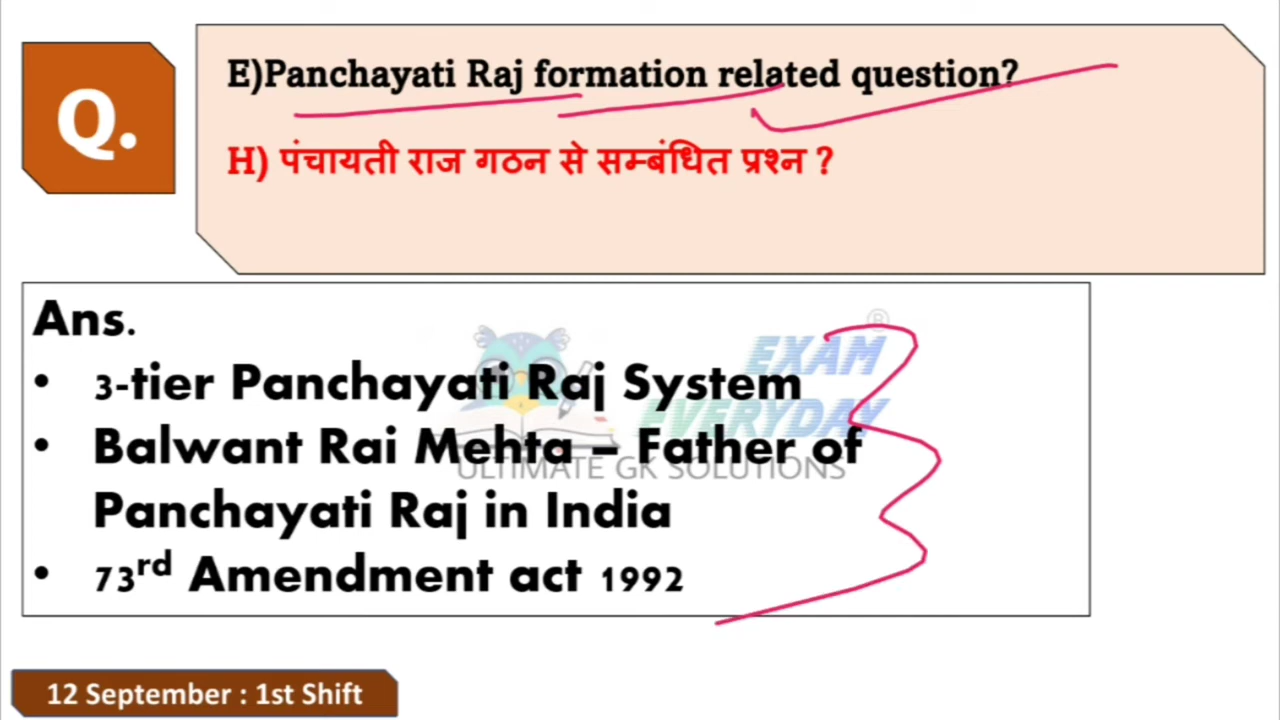 Q.
E)Panchayati Raj formation related question?
H) पंचायती राज गठन से सम्बंधित प्रश्न ?
Ans.
• 3-tier Panchayati Raj System
• Balwant Rai Mehta – Father of
Panchayati Raj in India
• 73rd Amendment act 1992
®
EXAM
EVERYDAY
ULTIMATE GK SOLUTIONS
12 September : 1st Shift